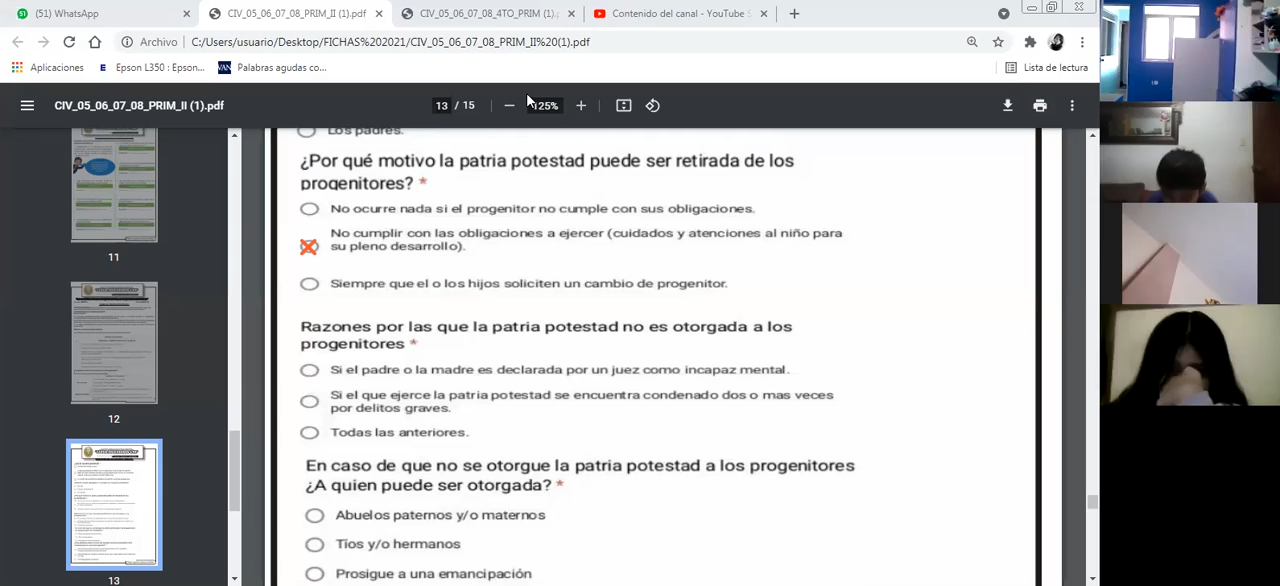 WhatsApp
CIV_05_06_07_08_PRIM_II (1).pdf
CIV_05_06_07_08_4TO_PRIM (1).
Contenido del canal - YouTube S
Archivo
C:/Users/usuario/Desktop/FICHAS%202021/CIV_05_06_07_08_PRIM_II%20(1).pdf
Aplicaciones
Epson L350 : Epson...
Palabras agudas co...
Lista de lectura
CIV_05_06_07_08_PRIM_II (1).pdf
13 / 15
125%
Los padres.
¿Por qué motivo la patria potestad puede ser retirada de los
progenitores? *
No ocurre nada si el progenitor no cumple con sus obligaciones.
No cumplir con las obligaciones a ejercer (cuidados y atenciones al niño para
su pleno desarrollo).
Siempre que el o los hijos soliciten un cambio de progenitor.
Razones por las que la patria potestad no es otorgada a los
progenitores *
Si el padre o la madre es declarada por un juez como incapaz mental.
Si el que ejerce la patria potestad se encuentra condenado dos o mas veces
por delitos graves.
Todas las anteriores.
En caso de que no se otorgue la patria potestad a los progenitores
¿A quien puede ser otorgada? *
Abuelos paternos y/o maternos
y/o
Prosigue a una emancipación
11
12
13